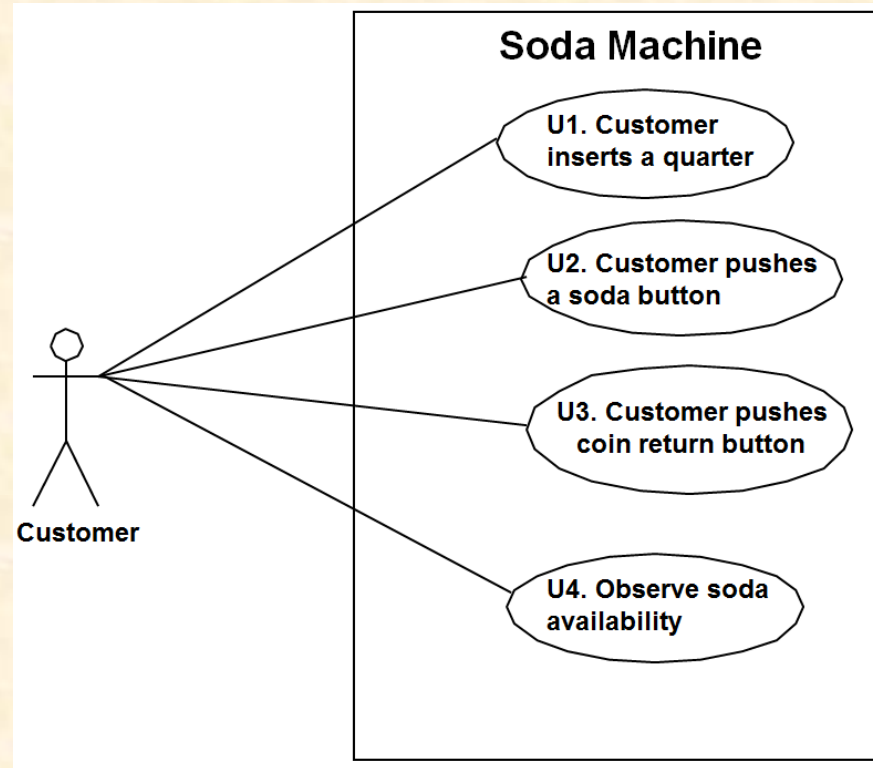 Soda Machine
U1. Customer
inserts a quarter
U2. Customer pushes
a soda button
U3. Customer pushes
coin return button
Customer
U4. Observe soda
availability